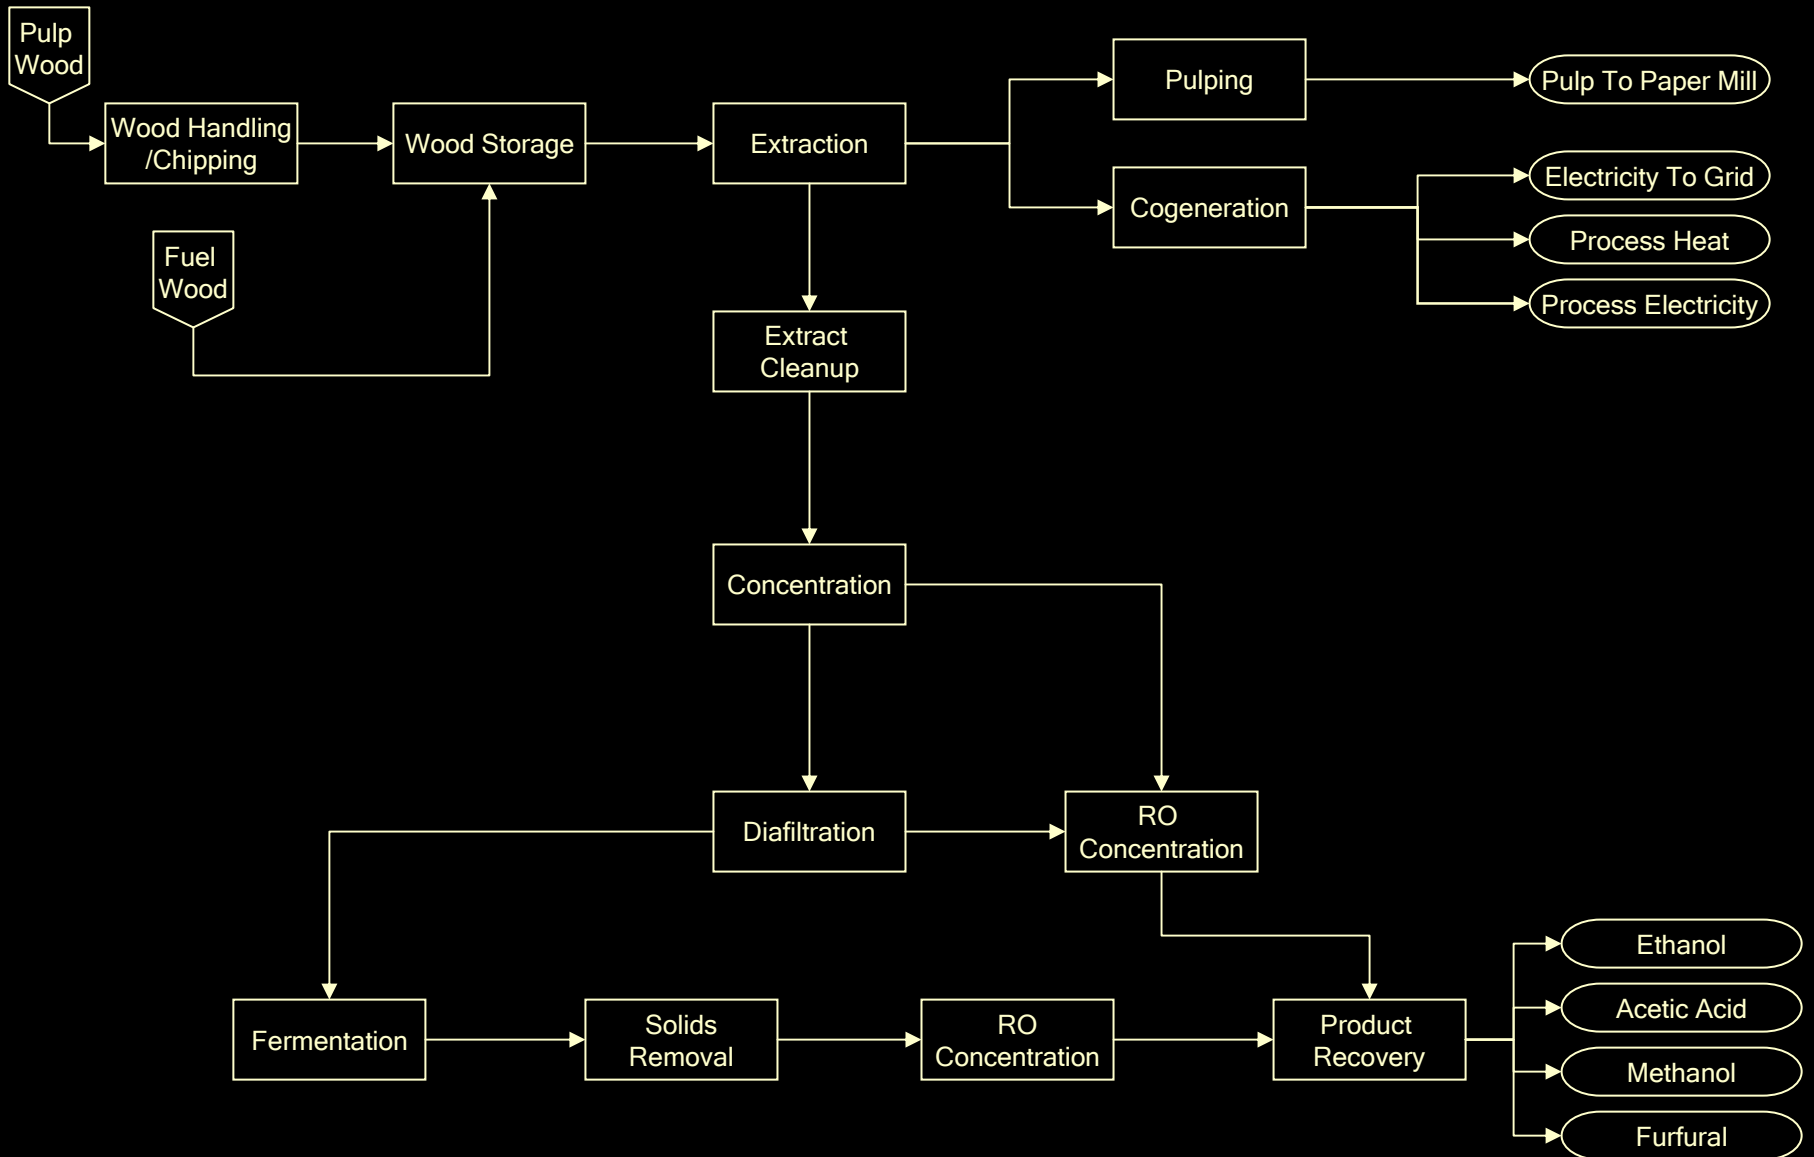 Pulp
Wood
Wood Handling
/Chipping
Wood Storage
Extraction
Pulping
Pulp To Paper Mill
Cogeneration
Electricity To Grid
Process Heat
Process Electricity
Fuel
Wood
Extract
Cleanup
Concentration
Diafiltration
RO
Concentration
Fermentation
Solids
Removal
RO
Concentration
Product
Recovery
Ethanol
Acetic Acid
Methanol
Furfural